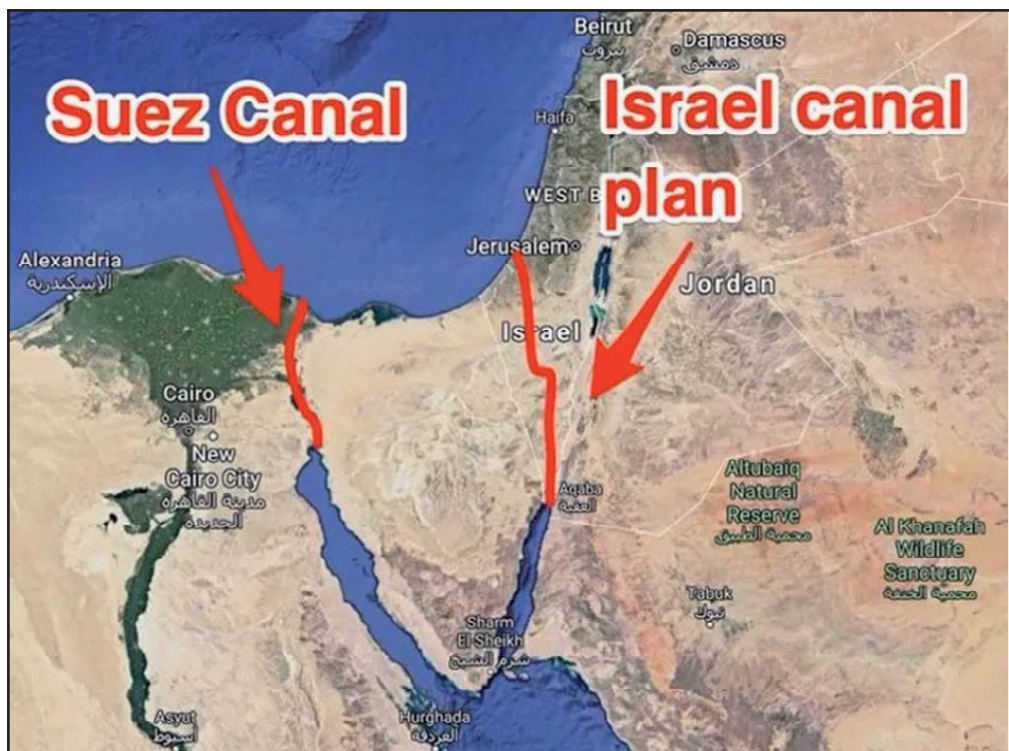 Beirut
بيروت
Damascus
دمشق
Suez Canal
Israel canal
plan
Haifa
WEST B
Jerusalem
Alexandria
الإسكندرية
Jordan
Israel
Cairo
القاهرة
New
Cairo City
مدينة القاهرة
الجديدة
Aqaba
العقبة
Altubaiq
Natural
Reserve
محمية الطبيق
Al Khanafah
Wildlife
Sanctuary
محمية الخنفة
Tabuk
تبوك
Sharm
El Sheikh
شرم الشيخ
Hurghada
الغردقة
Asyut
أسيوط